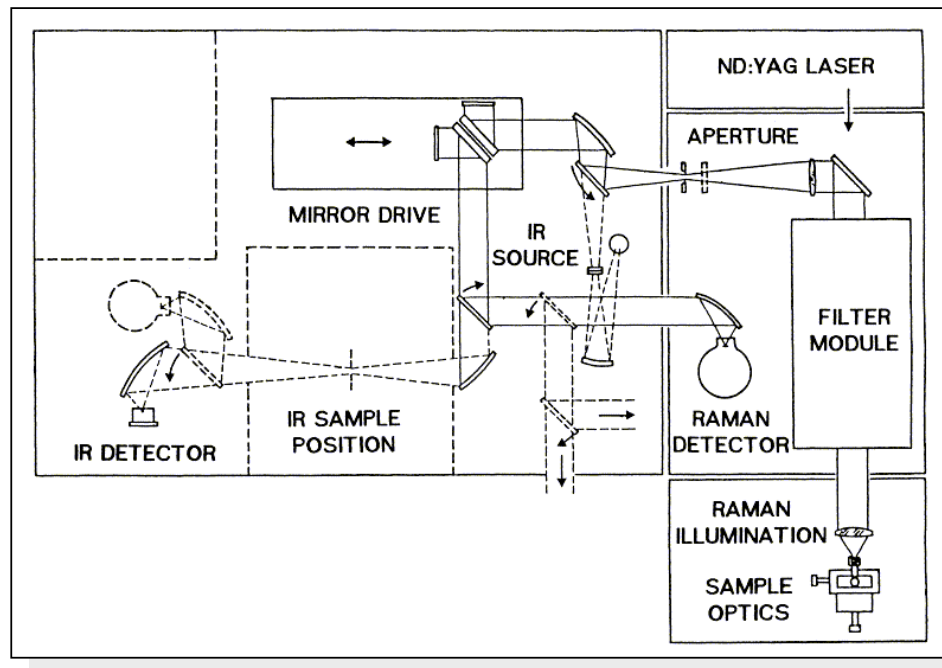 ND:YAG LASER
APERTURE
MIRROR DRIVE
IR
SOURCE
FILTER
MODULE
IR DETECTOR
IR SAMPLE
POSITION
RAMAN
DETECTOR
RAMAN
ILLUMINATION
SAMPLE
OPTICS